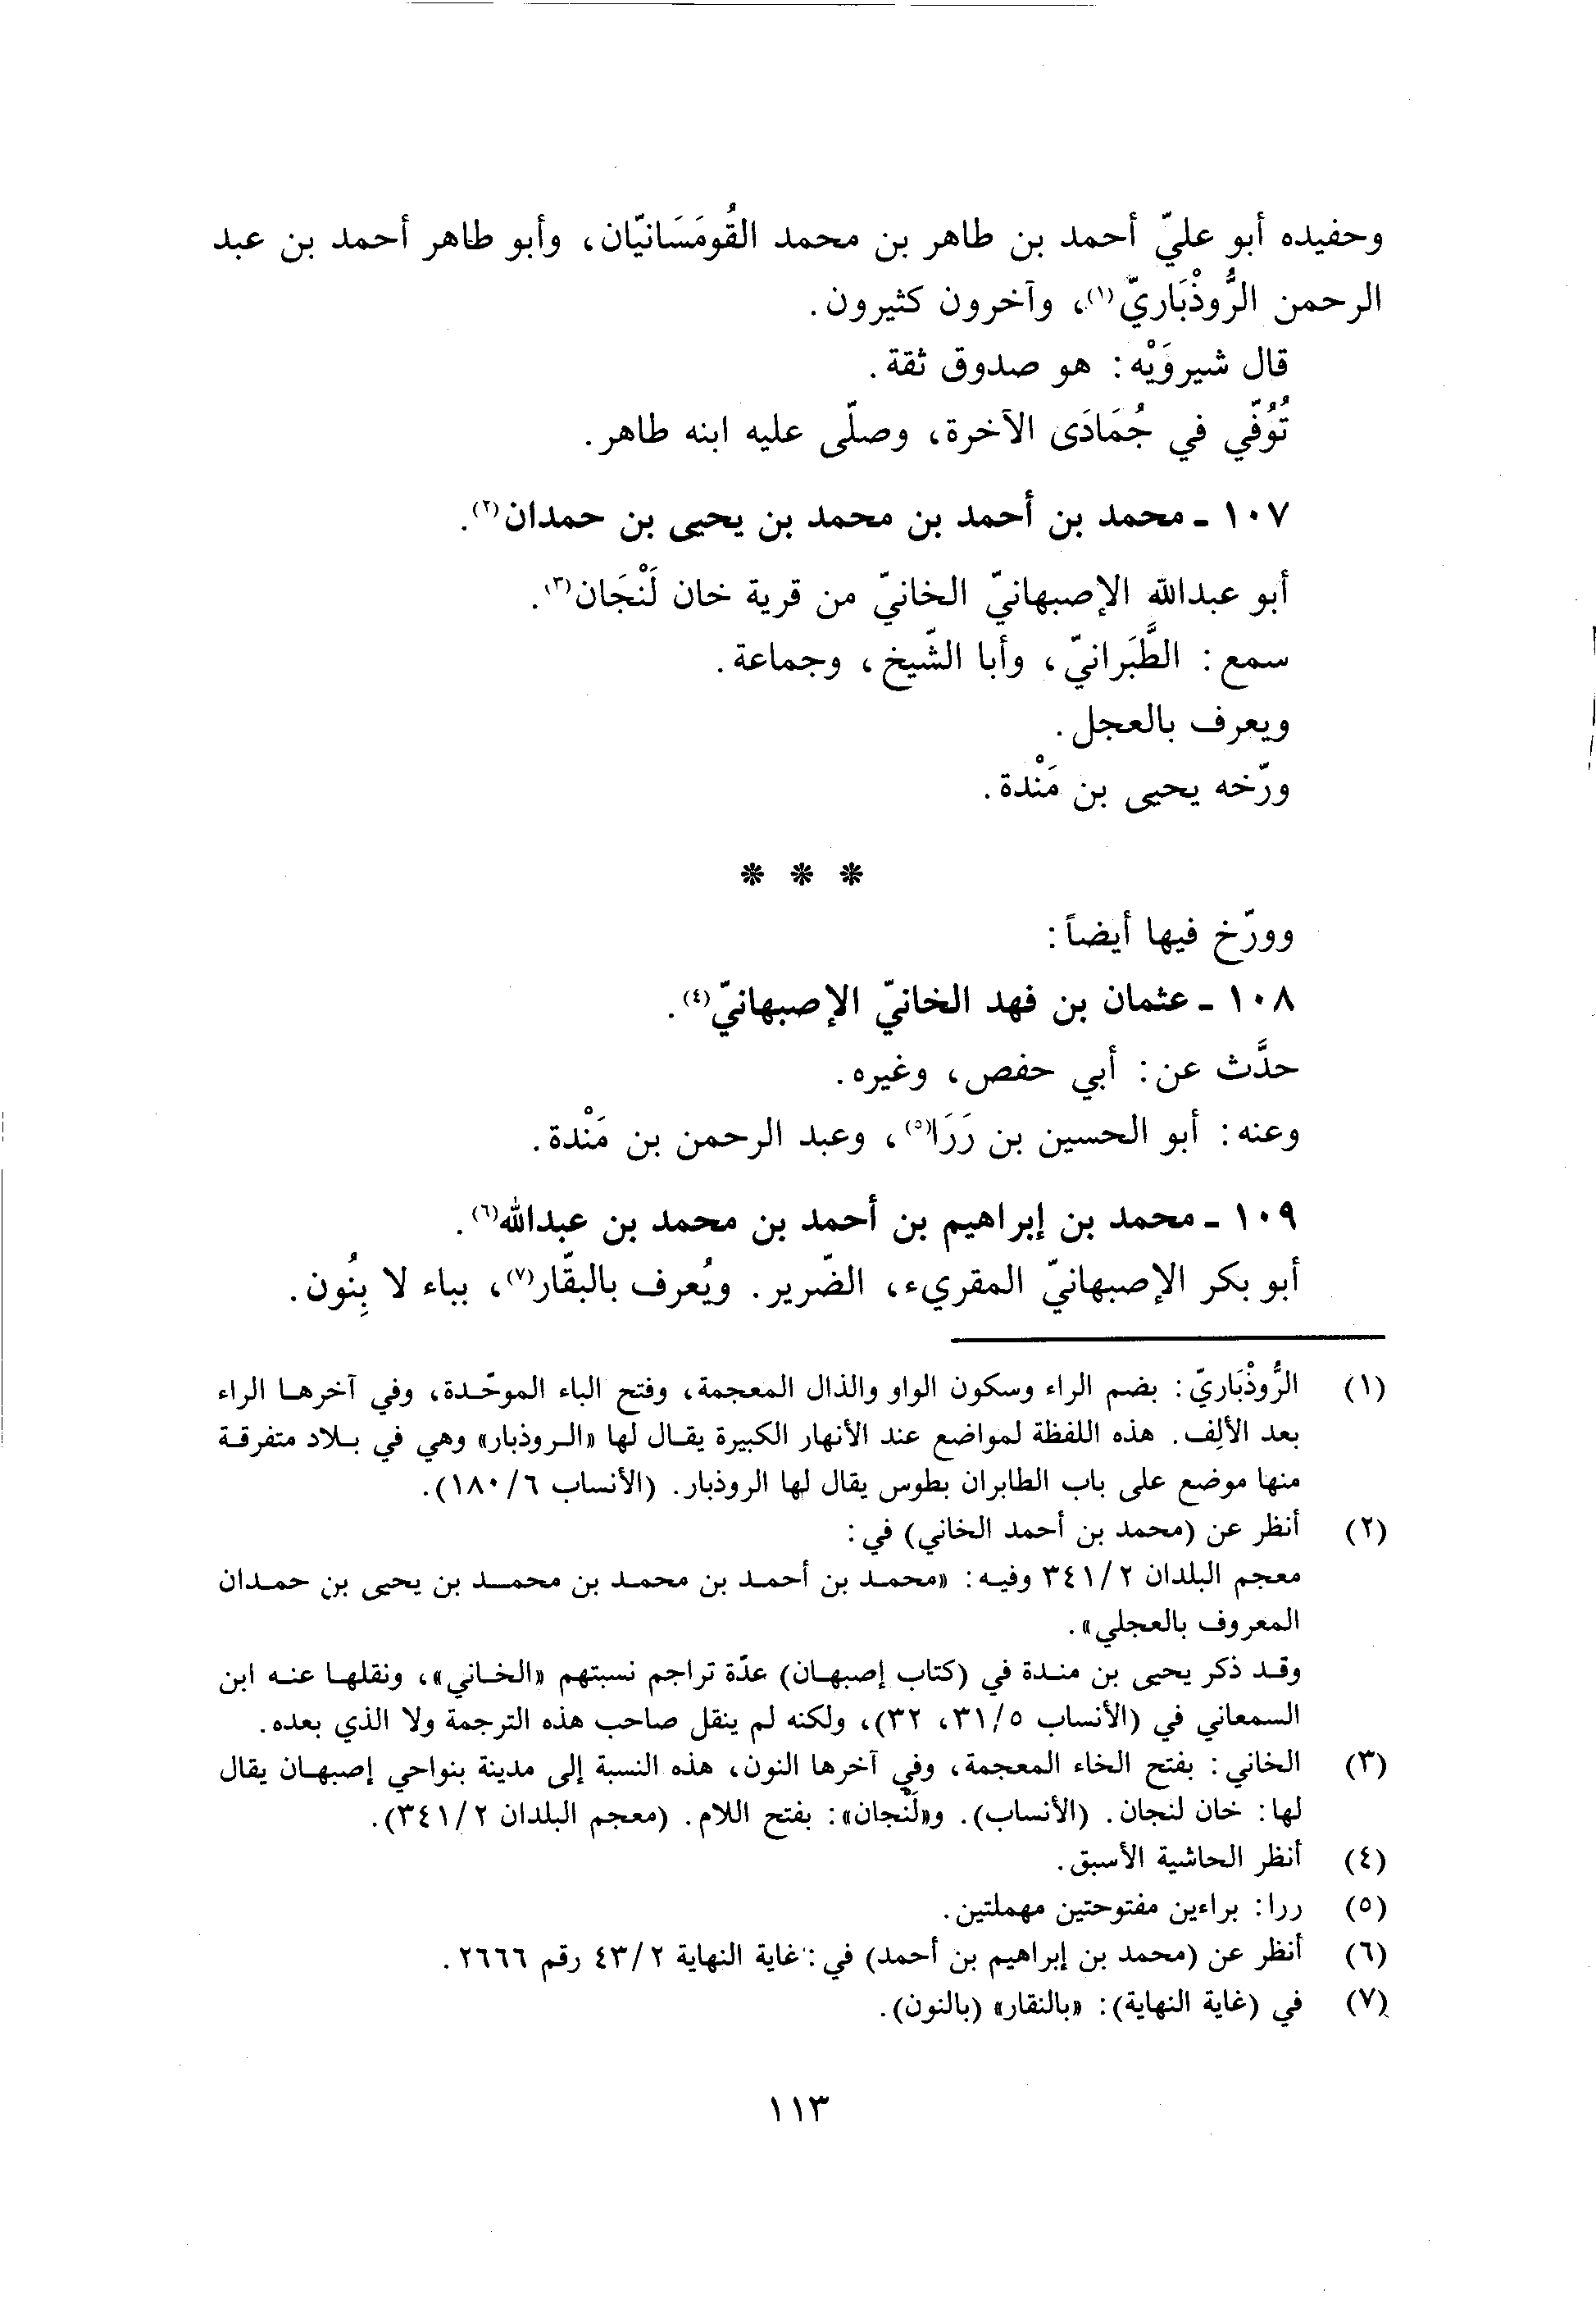 وحفيده أبو عليّ أحمد بن طاهر بن محمد القُومَسَانيّان، وأبو طاهر أحمد بن عبد
الرحمن الرُّوذْبَاريّ(١)، وآخرون كثيرون.
قال شيروَيْه: هو صدوق ثقة.
تُوُفّي في جُمَادَى الآخرة، وصلّى عليه ابنه طاهر.
١٠٧ - محمد بن أحمد بن محمد بن يحيى بن حمدان(٢).
أبو عبدالله الإصبهانيّ الخانيّ من قرية خان لَنْجَان(٣).
سمع: الطَّبَرانيّ، وأبا الشّيخ، وجماعة.
ويعرف بالعجل.
ورّخه يحيى بن مَنْدة.
* * *
وورّخ فيها أيضاً:
١٠٨ - عثمان بن فهد الخانيّ الإصبهانيّ(٤).
حدَّث عن: أبي حفص، وغيره.
وعنه: أبو الحسين بن رَرَا(٥)، وعبد الرحمن بن مَنْدة.
١٠٩ - محمد بن إبراهيم بن أحمد بن محمد بن عبدالله(٦).
أبو بكر الإصبهانيّ المقريء، الضّرير. ويُعرف بالبقّار(٧)، بباء لا بِنُون.
(١) الرُّوذْبَاريّ: بضم الراء وسكون الواو والذال المعجمة، وفتح الباء الموحّدة، وفي آخرها الراء
بعد الألِف. هذه اللفظة لمواضع عند الأنهار الكبيرة يقال لها «الروذبار» وهي في بلاد متفرقة
منها موضع على باب الطابران بطوس يقال لها الروذبار. (الأنساب ٦/١٨٠).
(٢) أنظر عن (محمد بن أحمد الخاني) في:
معجم البلدان ٢/٣٤١ وفيه: «محمد بن أحمد بن محمد بن محمد بن يحيى بن حمدان
المعروف بالعجلي».
وقد ذكر يحيى بن مندة في (كتاب إصبهان) عدّة تراجم نسبتهم «الخاني»، ونقلها عنه ابن
السمعاني في (الأنساب ٥/٣١، ٣٢)، ولكنه لم ينقل صاحب هذه الترجمة ولا الذي بعده.
(٣) الخاني: بفتح الخاء المعجمة، وفي آخرها النون، هذه النسبة إلى مدينة بنواحي إصبهان يقال
لها: خان لنجان. (الأنساب). و«لَنْجان»: بفتح اللام. (معجم البلدان ٢/٣٤١).
(٤) أنظر الحاشية الأسبق.
(٥) ررا: براءين مفتوحتين مهملتين.
(٦) أنظر عن (محمد بن إبراهيم بن أحمد) في: غاية النهاية ٢/٤٣ رقم ٢٦٦٦.
(٧) في (غاية النهاية): «بالنقار» (بالنون).
١١٣